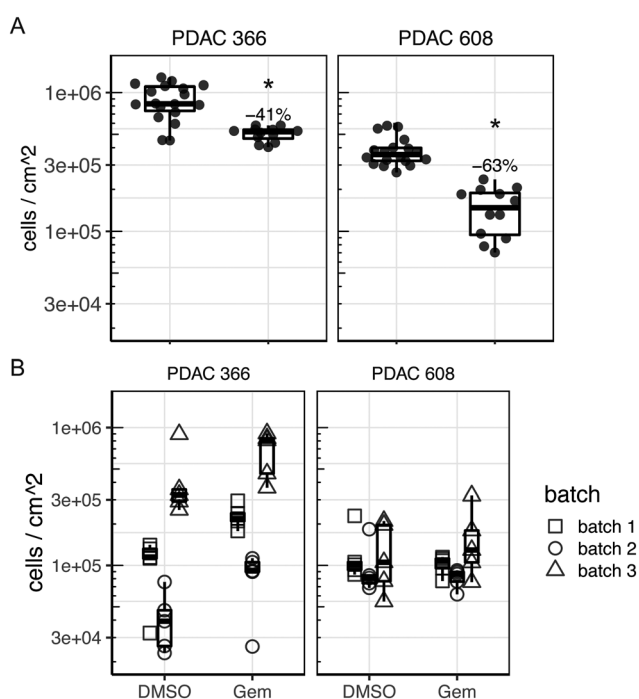 A
PDAC 366
PDAC 608
1e+06
3e+05
1e+05
3e+04
cells / cm^2
*
−41%
*
−63%
B
PDAC 366
PDAC 608
1e+06
3e+05
1e+05
3e+04
cells / cm^2
DMSO
Gem
DMSO
Gem
batch
batch 1
batch 2
batch 3